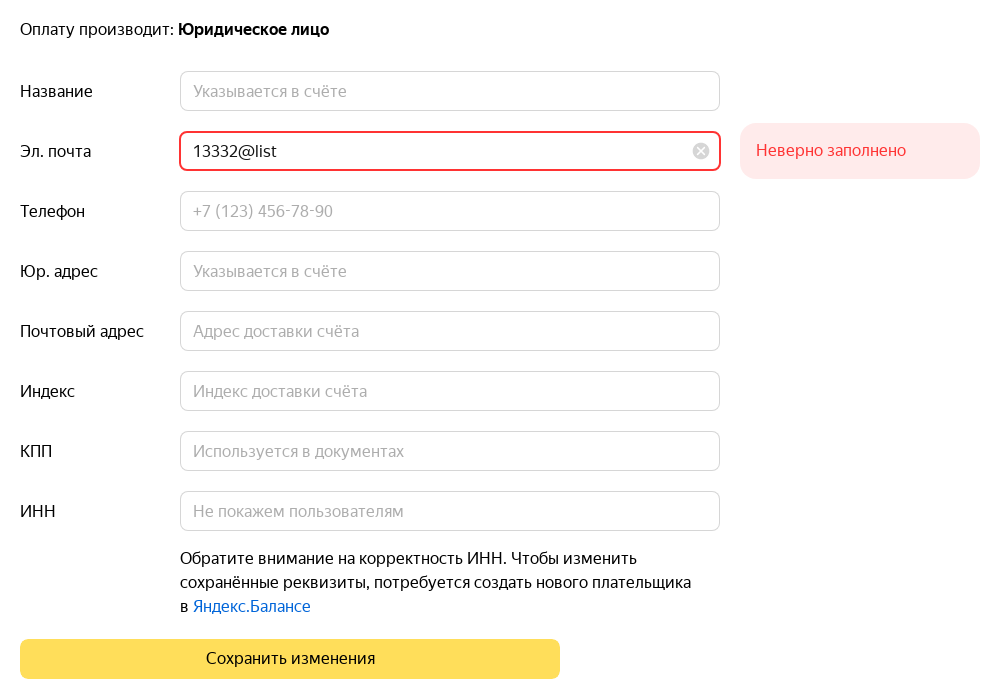 Оплату производит: Юридическое лицо
Название Указывается в счёте
Эл. почта 13332@list Неверно заполнено
Телефон +7 (123) 456-78-90
Юр. адрес Указывается в счёте
Почтовый адрес Адрес доставки счёта
Индекс Индекс доставки счёта
КПП Используется в документах
ИНН Не покажем пользователям
Обратите внимание на корректность ИНН. Чтобы изменить
сохранённые реквизиты, потребуется создать нового плательщика
в Яндекс.Балансе
Сохранить изменения